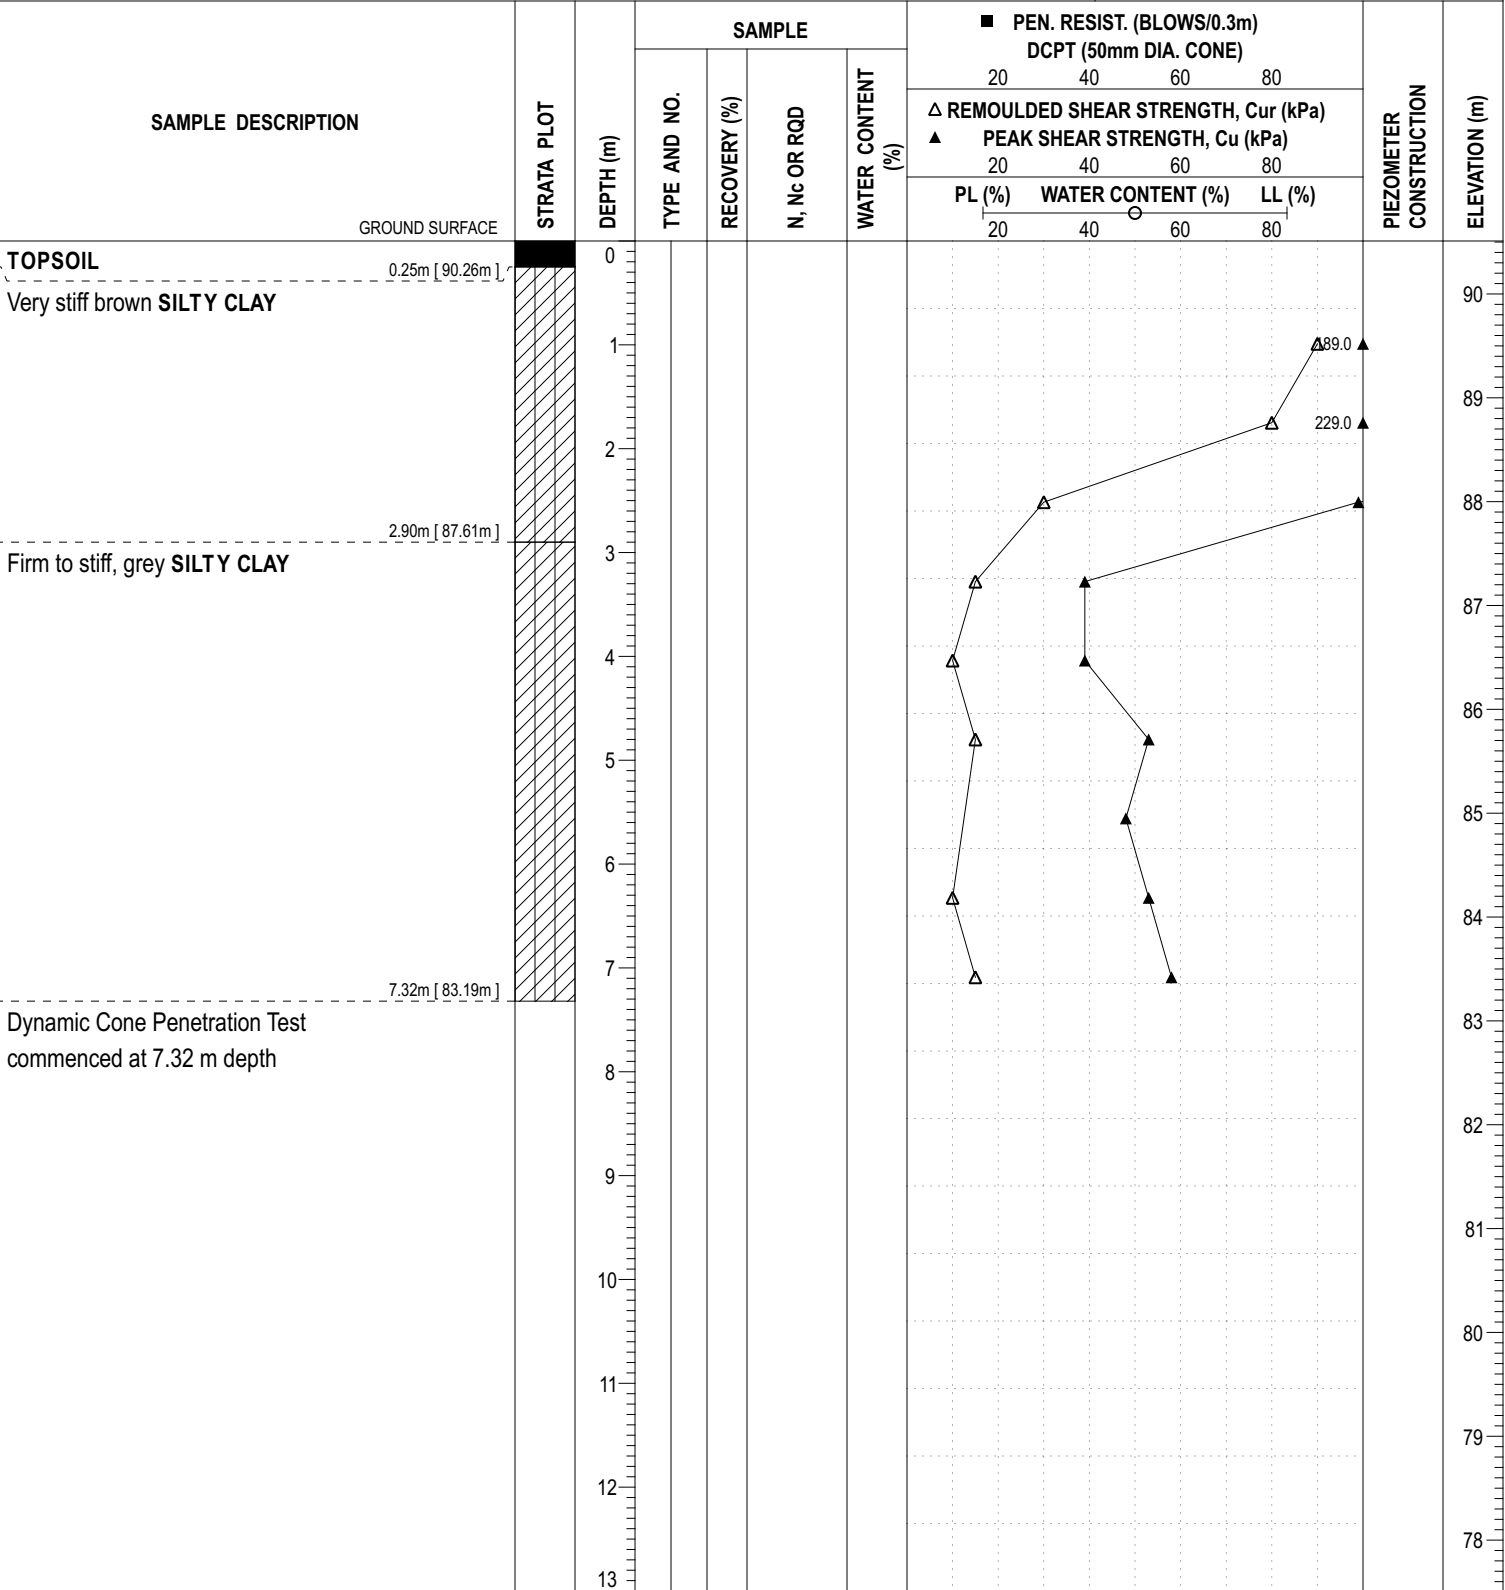 SAMPLE DESCRIPTION
GROUND SURFACE
STRATA PLOT
DEPTH (m)
SAMPLE
TYPE AND NO.
RECOVERY (%)
N, Nc OR RQD
WATER CONTENT
(%)
■ PEN. RESIST. (BLOWS/0.3m)
DCPT (50mm DIA. CONE)
20 40 60 80
△ REMOULDED SHEAR STRENGTH, Cur (kPa)
▲ PEAK SHEAR STRENGTH, Cu (kPa)
20 40 60 80
PL (%) WATER CONTENT (%) LL (%)
20 40 60 80
PIEZOMETER
CONSTRUCTION
ELEVATION (m)
TOPSOIL
0.25m [ 90.26m ]
Very stiff brown SILTY CLAY
2.90m [ 87.61m ]
Firm to stiff, grey SILTY CLAY
7.32m [ 83.19m ]
Dynamic Cone Penetration Test
commenced at 7.32 m depth
0
1
2
3
4
5
6
7
8
9
10
11
12
13
189.0
229.0
90
89
88
87
86
85
84
83
82
81
80
79
78